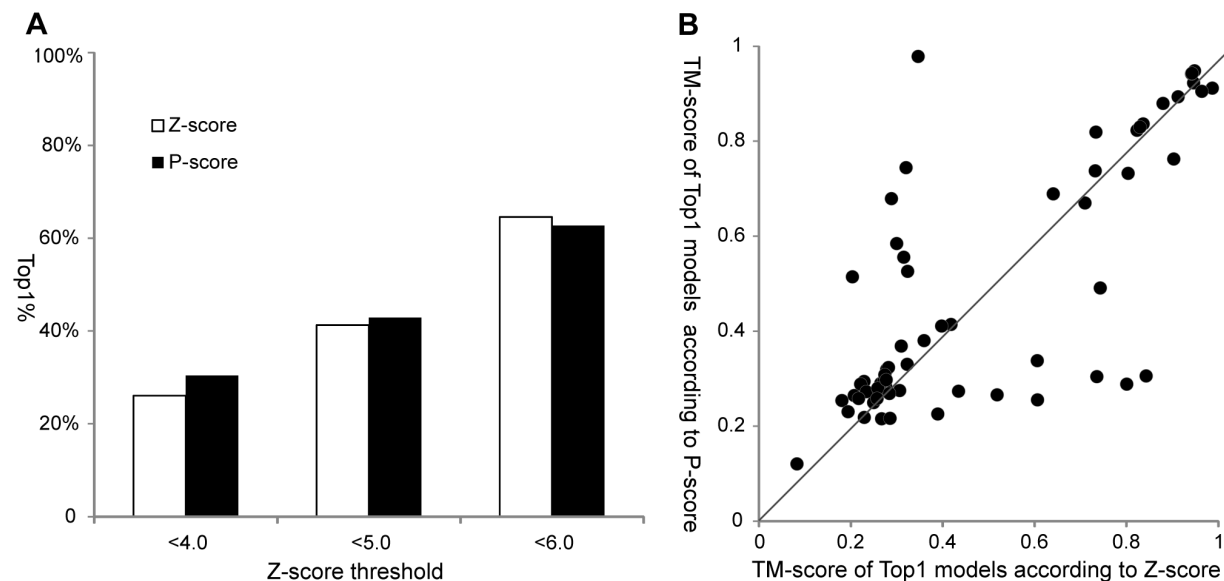 A
100%
80%
60%
40%
20%
0
Top1%
Z-score
P-score
<4.0
<5.0
<6.0
Z-score threshold
B
1
0.8
0.6
0.4
0.2
0
TM-score of Top1 models according to P-score
0
0.2
0.4
0.6
0.8
1
TM-score of Top1 models according to Z-score